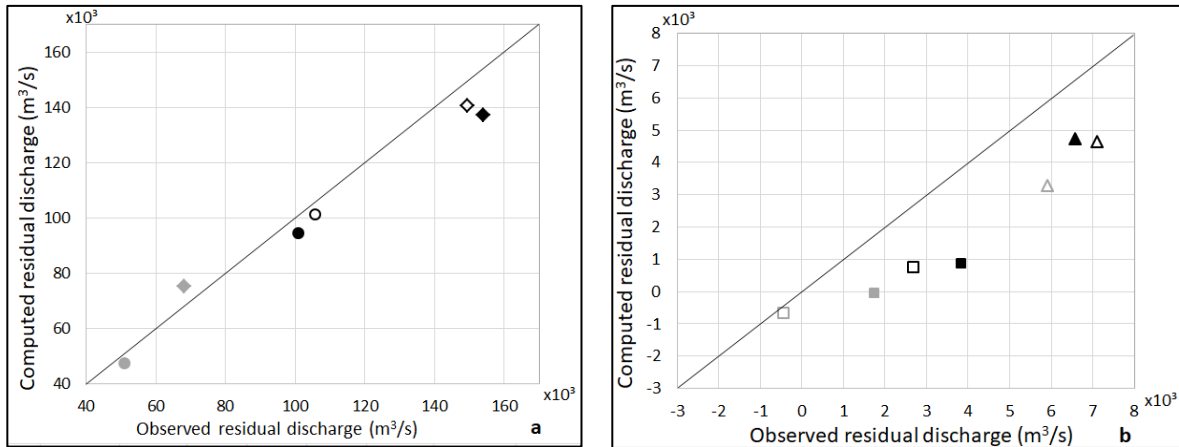 x10³
160
140
120
100
80
60
40
Computed residual discharge (m³/s)
40 60 80 100 120 140 160
x10³
Observed residual discharge (m³/s)
a
x10³
8
7
6
5
4
3
2
1
0
-1
-2
-3
Computed residual discharge (m³/s)
-3 -2 -1 0 1 2 3 4 5 6 7 8
x10³
Observed residual discharge (m³/s)
b